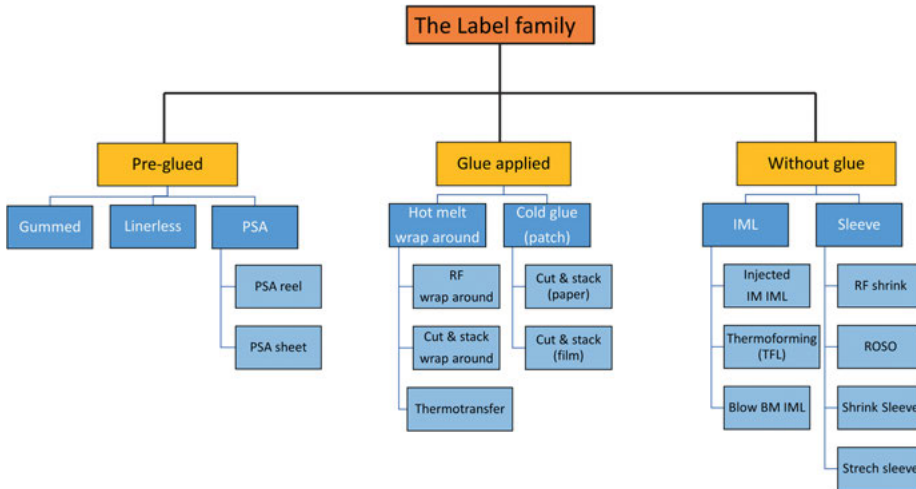 The Label family
Pre-glued
Glue applied
Without glue
Gummed
Linerless
PSA
Hot melt
wrap around
Cold glue
(patch)
IML
Sleeve
PSA reel
PSA sheet
RF
wrap around
Cut & stack
wrap around
Thermotransfer
Cut & stack
(paper)
Cut & stack
(film)
Injected
IM IML
Thermoforming
(TFL)
Blow BM IML
RF shrink
ROSO
Shrink Sleeve
Strech sleeve